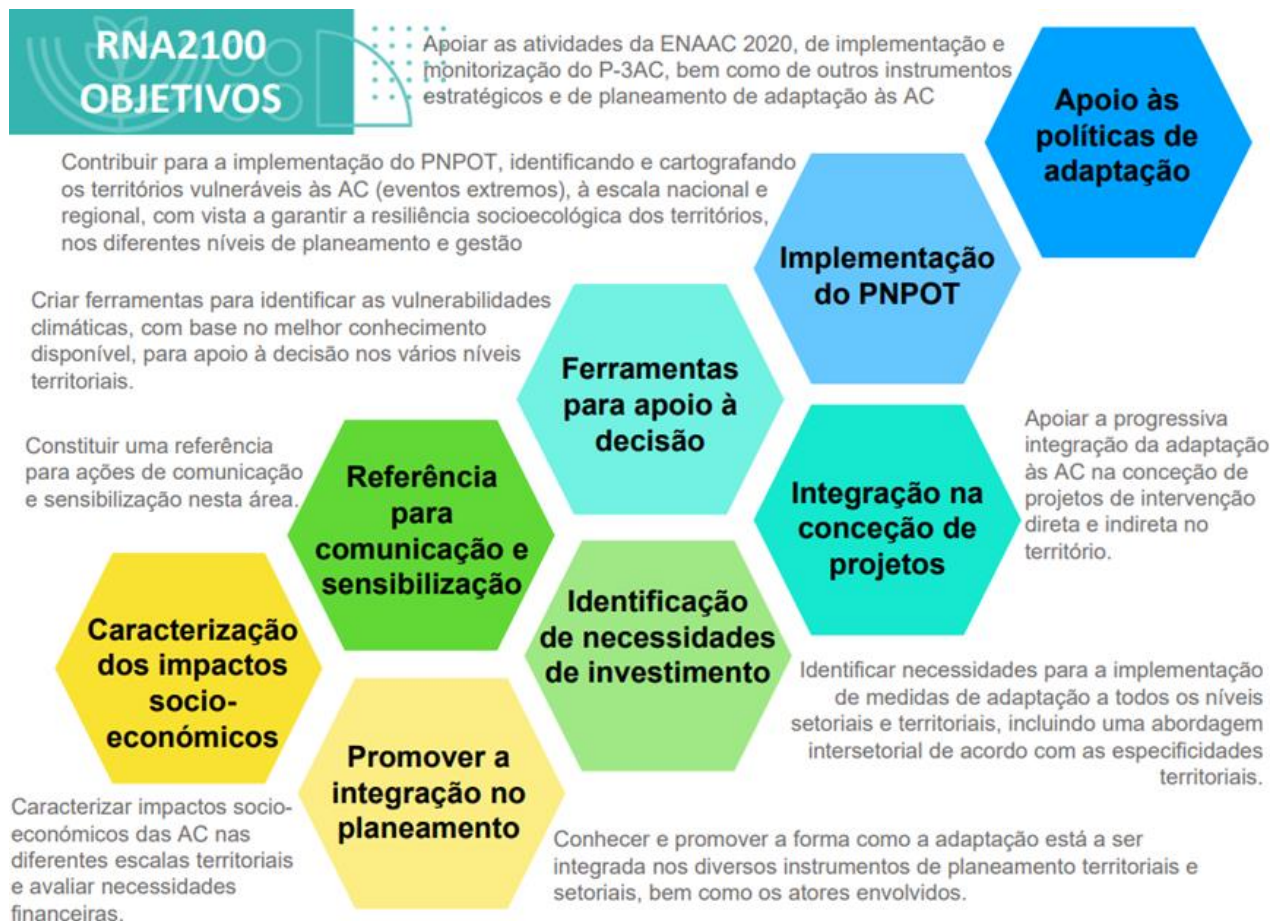 RNA2100
OBJETIVOS
Apoiar as atividades da ENAAC 2020, de implementação e
monitorização do P-3AC, bem como de outros instrumentos
estratégicos e de planeamento de adaptação às AC
Apoio às
políticas de
adaptação
Contribuir para a implementação do PNPOT, identificando e cartografando
os territórios vulneráveis às AC (eventos extremos), à escala nacional e
regional, com vista a garantir a resiliência socioecológica dos territórios,
nos diferentes níveis de planeamento e gestão
Implementação
do PNPOT
Criar ferramentas para identificar as vulnerabilidades
climáticas, com base no melhor conhecimento
disponível, para apoio à decisão nos vários níveis
territoriais.
Ferramentas
para apoio à
decisão
Constituir uma referência
para ações de comunicação
e sensibilização nesta área.
Referência
para
comunicação e
sensibilização
Integração na
conceção de
projetos
Apoiar a progressiva
integração da adaptação
às AC na conceção de
projetos de intervenção
direta e indireta no
território.
Caracterização
dos impactos
socio-
económicos
Identificação
de necessidades
de investimento
Identificar necessidades para a implementação
de medidas de adaptação a todos os níveis
setoriais e territoriais, incluindo uma abordagem
intersetorial de acordo com as especificidades
territoriais.
Promover a
integração no
planeamento
Caracterizar impactos socio-
económicos das AC nas
diferentes escalas territoriais
e avaliar necessidades
financeiras.
Conhecer e promover a forma como a adaptação está a ser
integrada nos diversos instrumentos de planeamento territoriais e
setoriais, bem como os atores envolvidos.